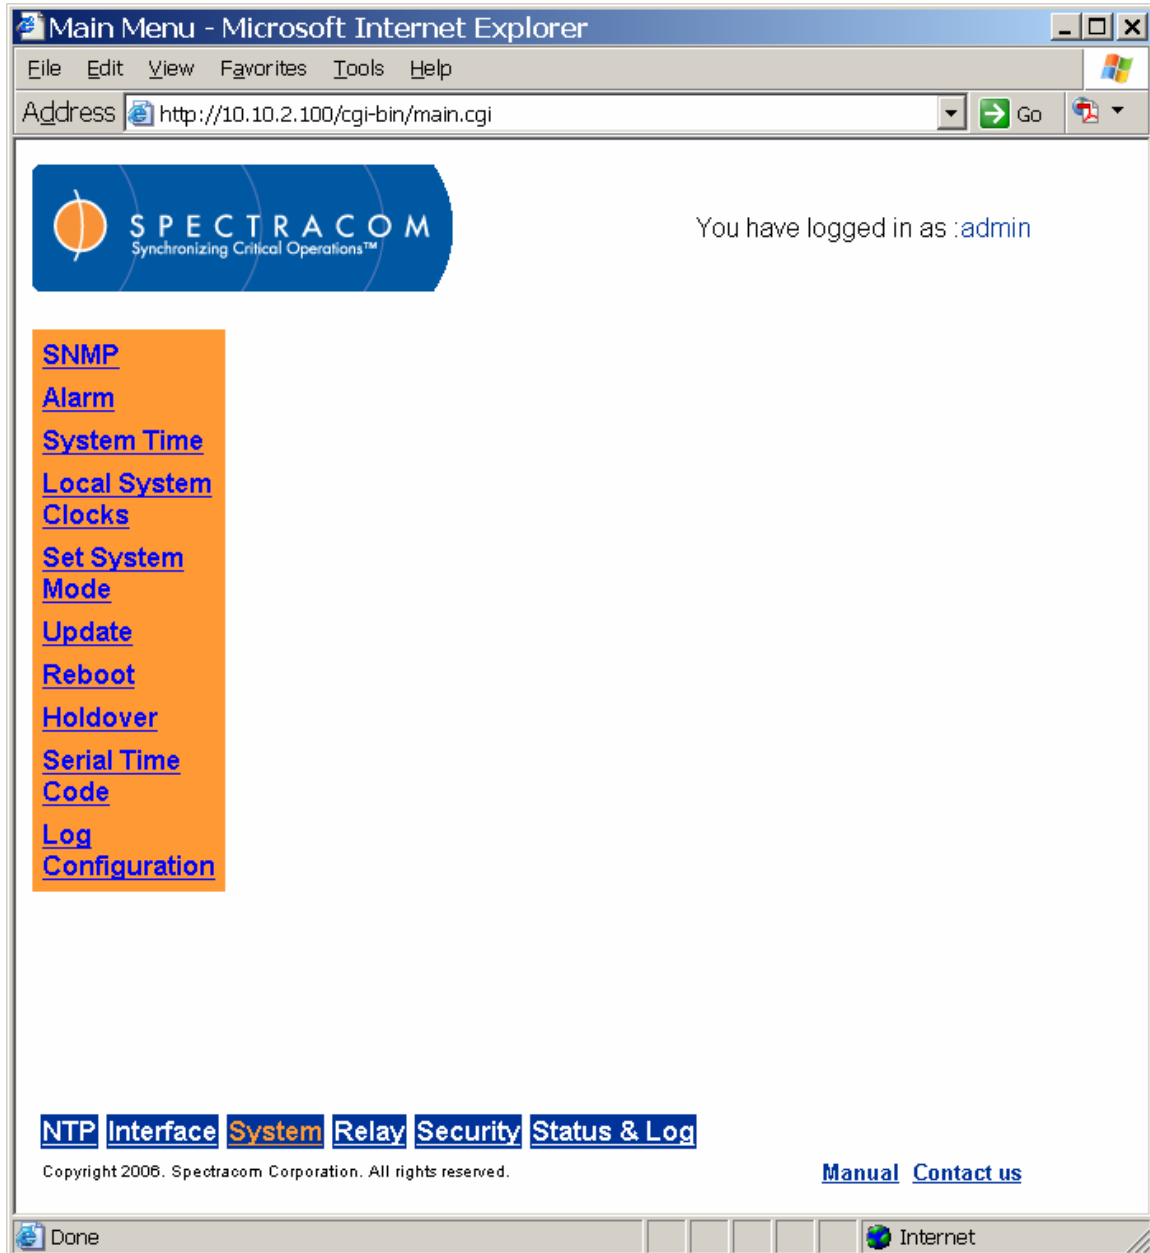 Main Menu - Microsoft Internet Explorer
File Edit View Favorites Tools Help
Address http://10.10.2.100/cgi-bin/main.cgi Go
SPECTRACOM
Synchronizing Critical Operations™
You have logged in as :admin
SNMP
Alarm
System Time
Local System
Clocks
Set System
Mode
Update
Reboot
Holdover
Serial Time
Code
Log
Configuration
NTP Interface System Relay Security Status & Log
Copyright 2006. Spectracom Corporation. All rights reserved.
Manual Contact us
Done Internet